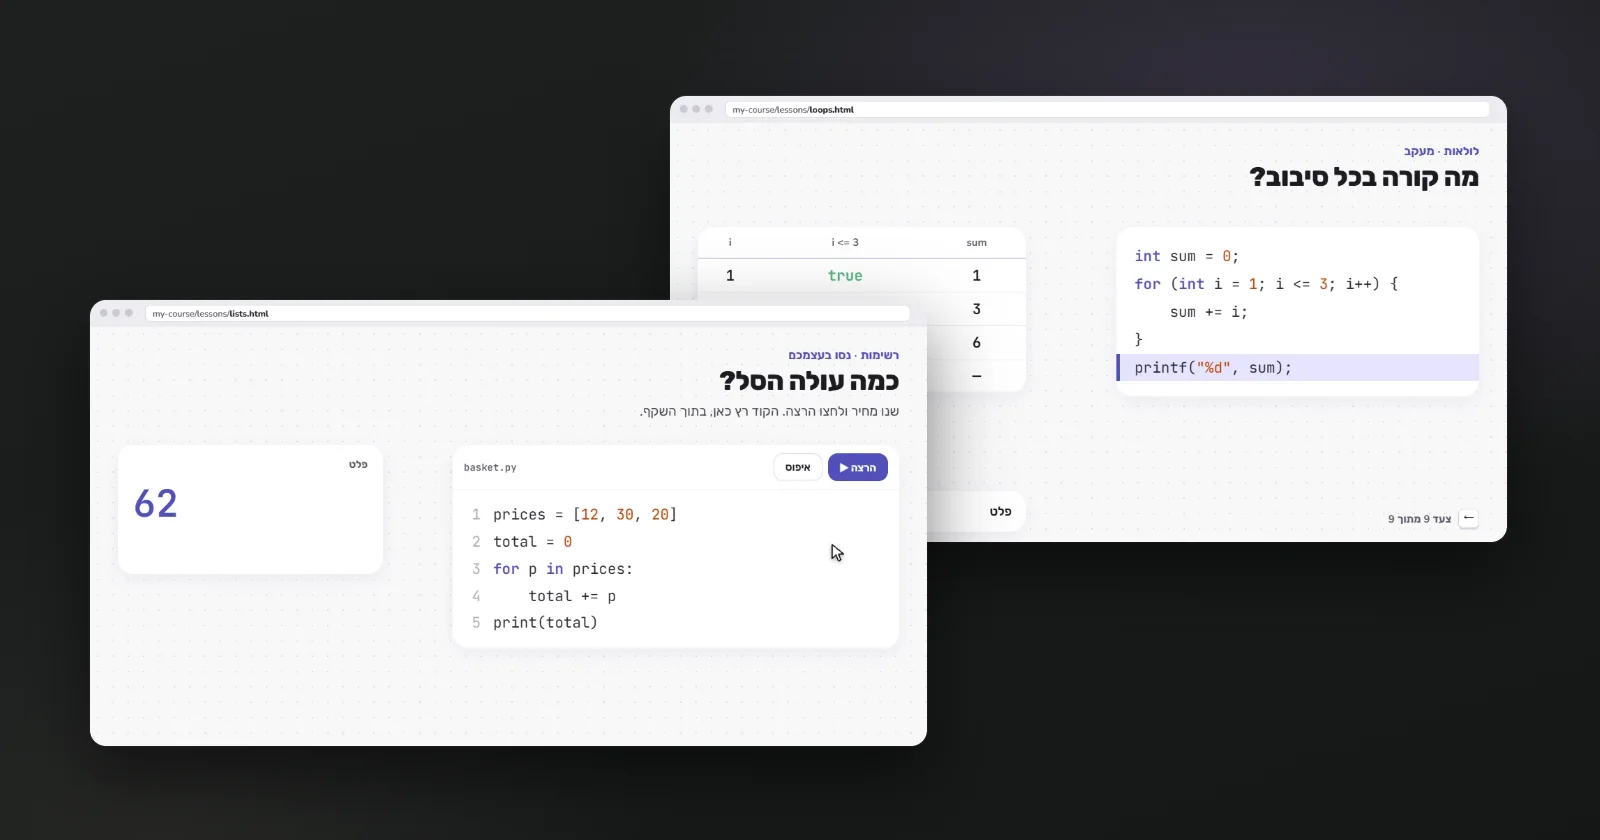 my-course/lessons/loops.html
לולאות · מעקב
מה קורה בכל סיבוב?
int sum = 0;
for (int i = 1; i <= 3; i++) {
sum += i;
}
printf("%d", sum);
i i <= 3 sum
1 true 1
3
6
–
פלט
← צעד 9 מתוך 9
my-course/lessons/lists.html
רשימות · נסו בעצמכם
כמה עולה הסל?
שנו מחיר ולחצו הרצה. הקוד רץ כאן, בתוך השקף.
basket.py איפוס הרצה ▶
1 prices = [12, 30, 20]
2 total = 0
3 for p in prices:
4 total += p
5 print(total)
פלט
62